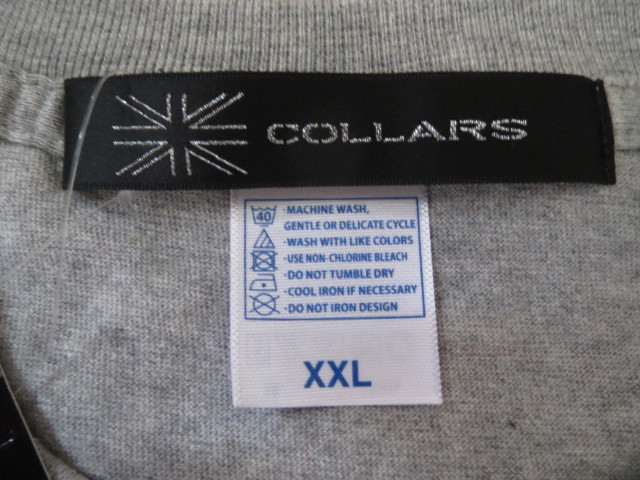 COLLARS
40
·MACHINE WASH,
GENTLE OR DELICATE CYCLE
·WASH WITH LIKE COLORS
·USE NON-CHLORINE BLEACH
·DO NOT TUMBLE DRY
·COOL IRON IF NECESSARY
·DO NOT IRON DESIGN
XXL